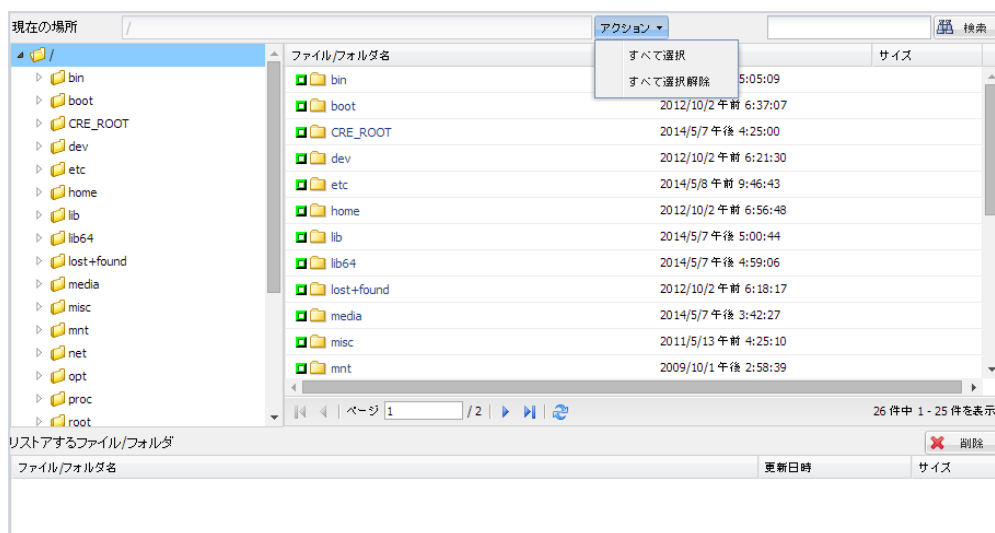 現在の場所 / アクション 検索
/
bin
boot
CRE_ROOT
dev
etc
home
lib
lib64
lost+found
media
misc
mnt
net
opt
proc
root
ファイル/フォルダ名 サイズ
すべて選択
すべて選択解除
bin 5:05:09
boot 2012/10/2 午前 6:37:07
CRE_ROOT 2014/5/7 午後 4:25:00
dev 2012/10/2 午前 6:21:30
etc 2014/5/8 午前 9:46:43
home 2012/10/2 午前 6:56:48
lib 2014/5/7 午後 5:00:44
lib64 2014/5/7 午後 4:59:06
lost+found 2012/10/2 午前 6:18:17
media 2014/5/7 午後 3:42:27
misc 2011/5/13 午前 4:25:10
mnt 2009/10/1 午後 2:58:39
ページ 1 / 2 26 件中 1 - 25 件を表示
リストアするファイル/フォルダ 削除
ファイル/フォルダ名 更新日時 サイズ